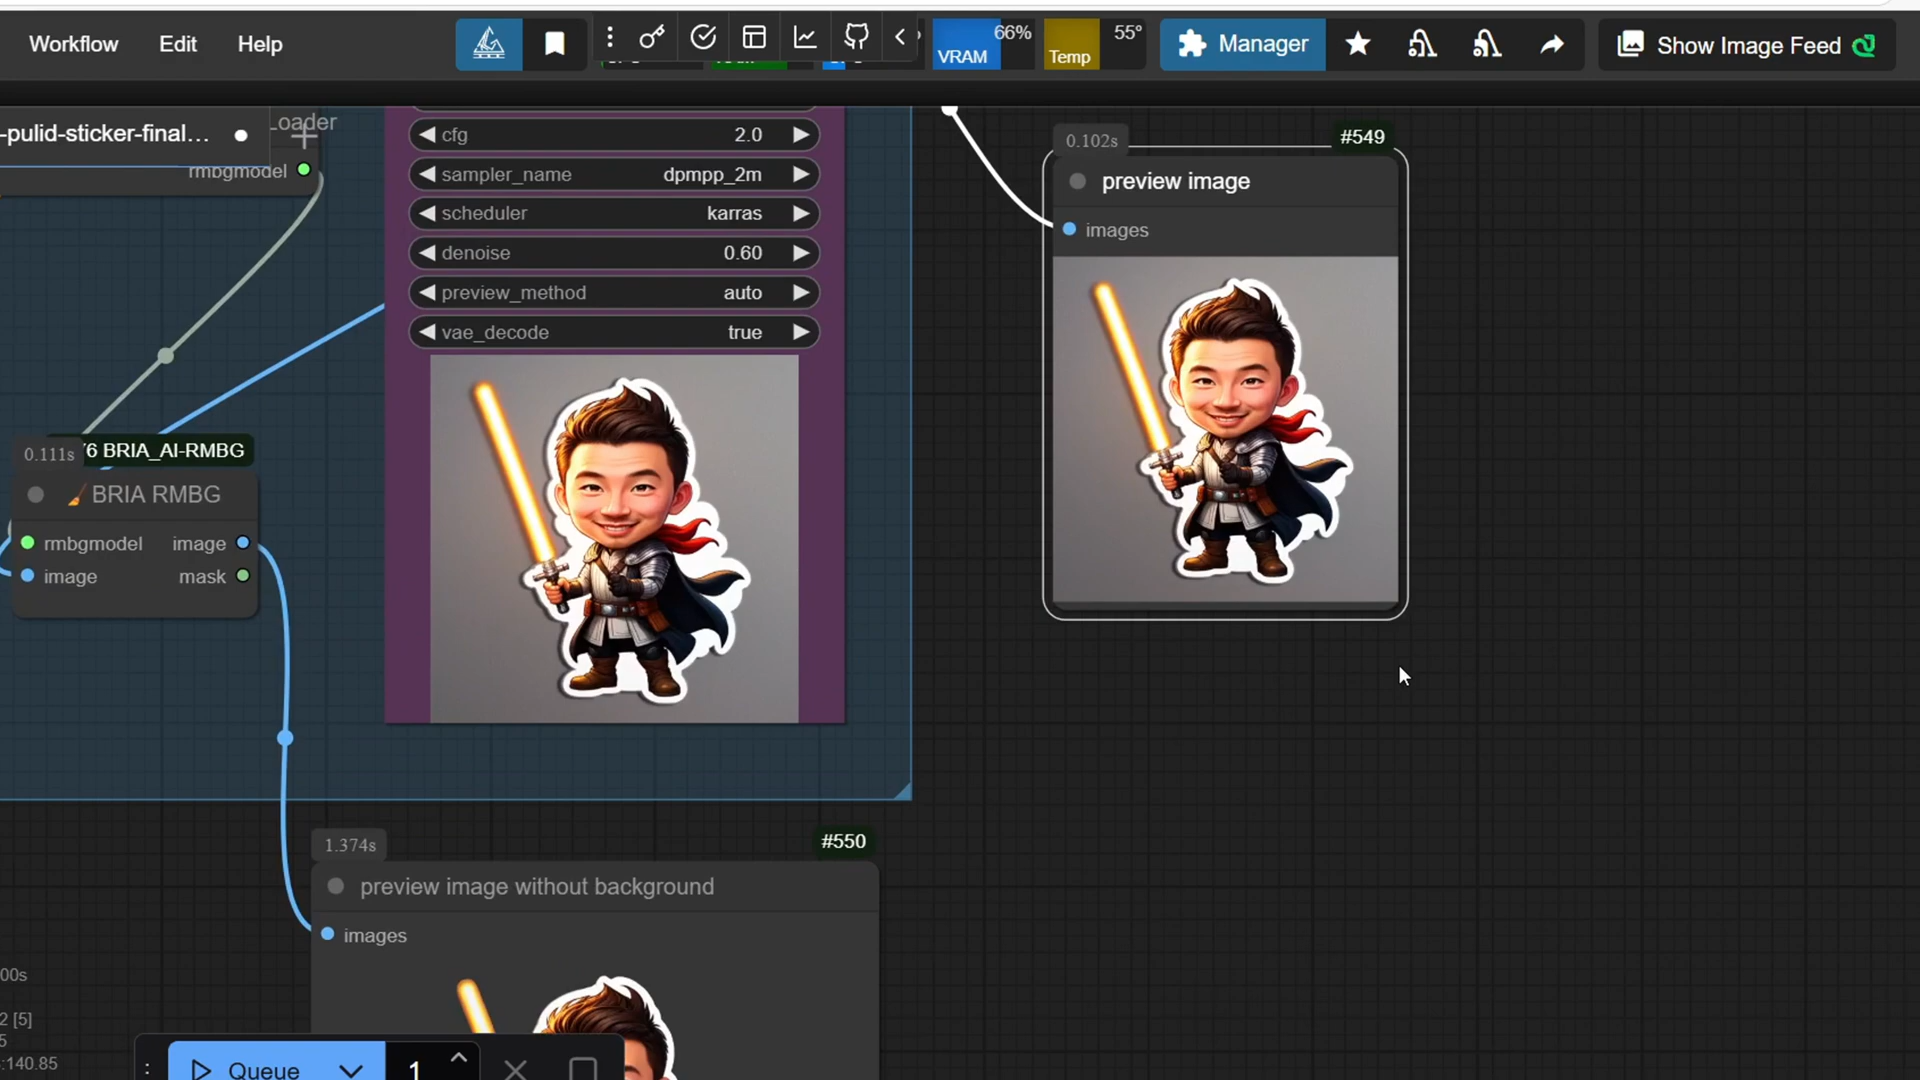 Workflow Edit Help
VRAM 66%
Temp 55°
Manager
Show Image Feed
-pulid-sticker-final...
Loader
rmbgmodel
cfg 2.0
sampler_name dpmpp_2m
scheduler karras
denoise 0.60
preview_method auto
vae_decode true
0.102s #549
preview image
images
0.111s 6 BRIA_AI-RMBG
BRIA RMBG
rmbgmodel image
image mask
1.374s #550
preview image without background
images
00s
2 [5]
5
:140.85
Queue 1